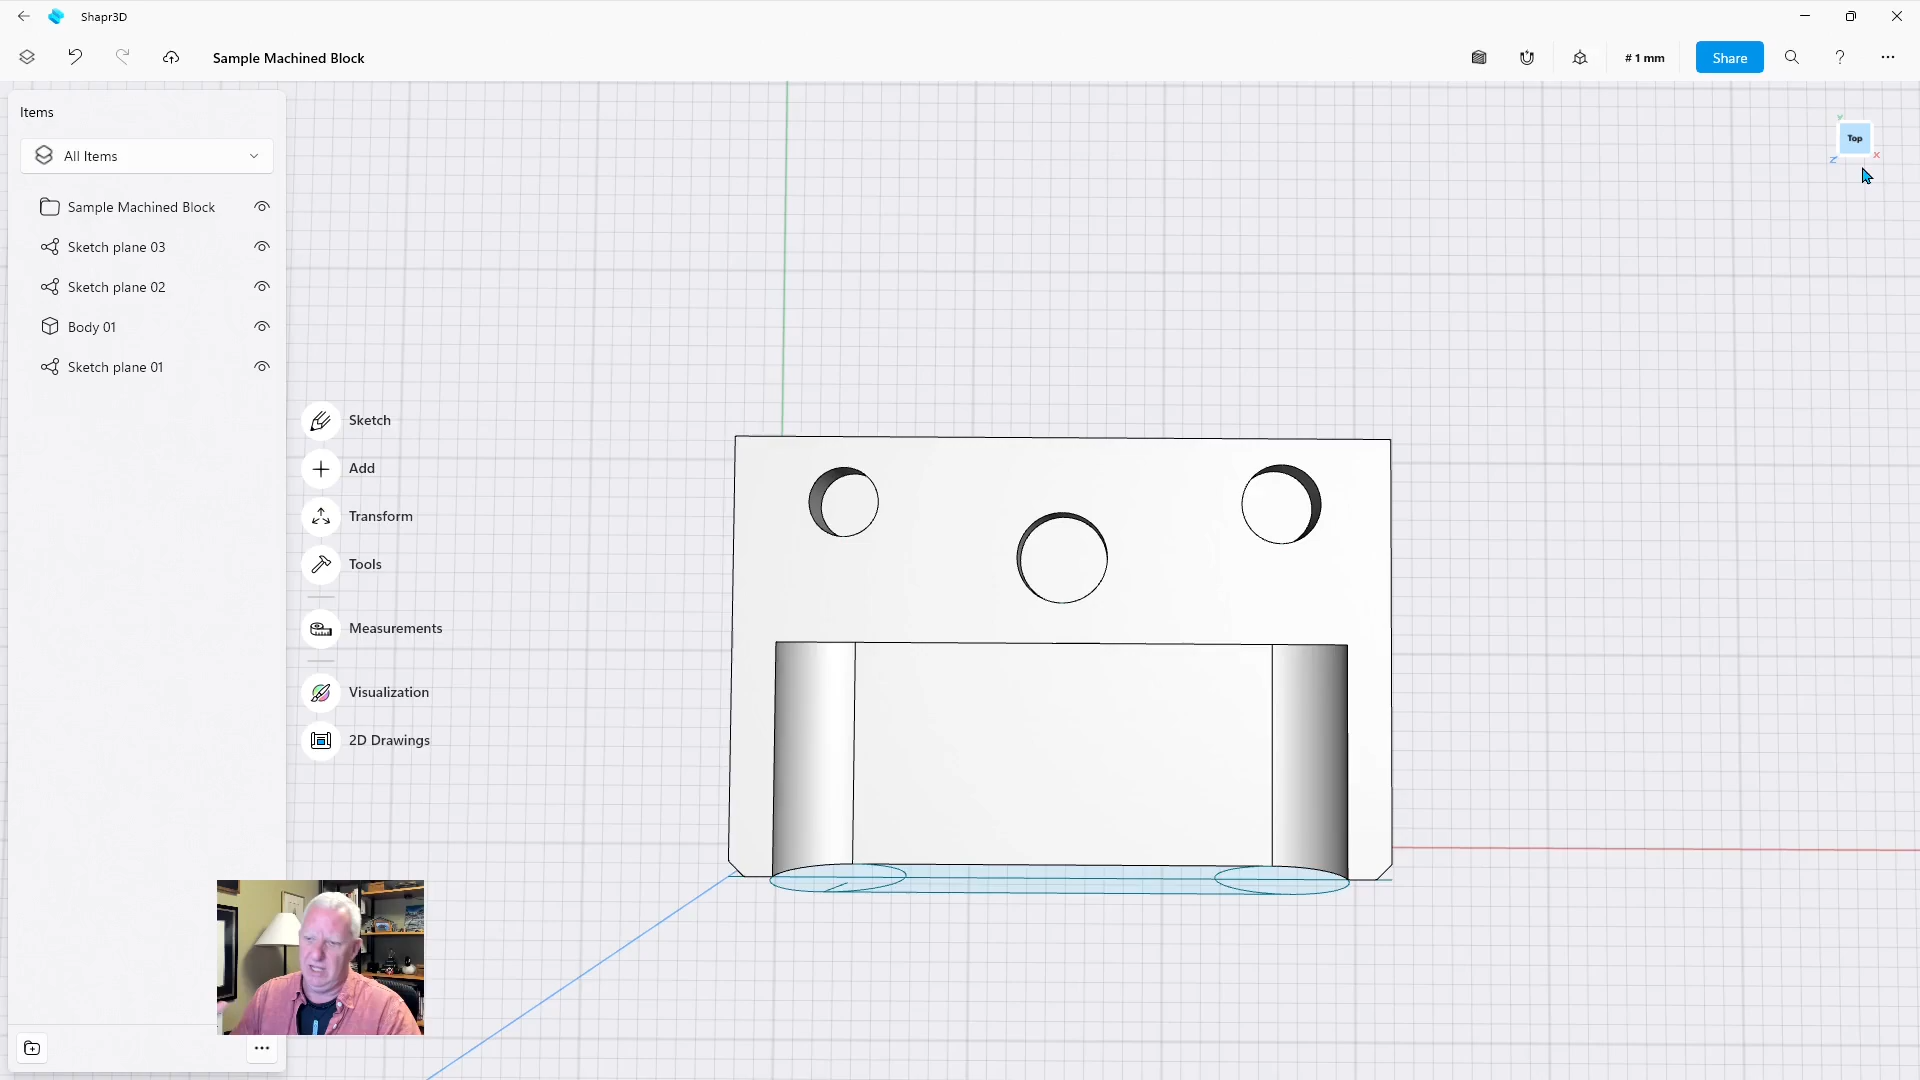 Shapr3D
Sample Machined Block
# 1 mm
Share
?
Items
All Items
Sample Machined Block
Sketch plane 03
Sketch plane 02
Body 01
Sketch plane 01
Y
Top
Z
X
Sketch
Add
Transform
Tools
Measurements
Visualization
2D Drawings